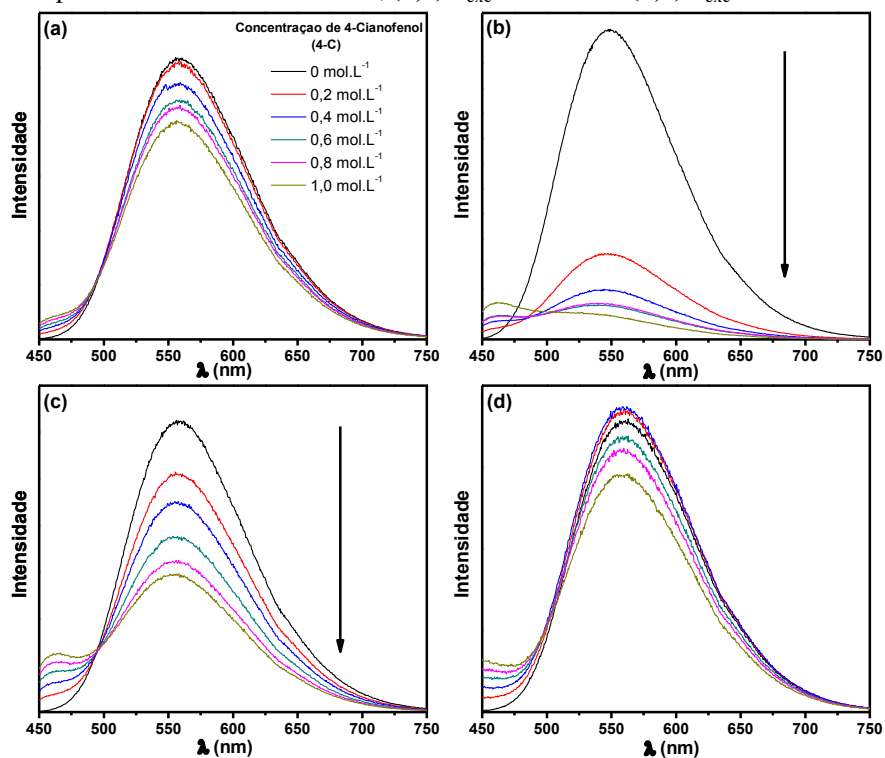 (a)
Concentraçao de 4-Cianofenol
(4-C)
0 mol.L⁻¹
0,2 mol.L⁻¹
0,4 mol.L⁻¹
0,6 mol.L⁻¹
0,8 mol.L⁻¹
1,0 mol.L⁻¹
Intensidade
450 500 550 600 650 700 750
λ (nm)
(b)
Intensidade
450 500 550 600 650 700 750
λ (nm)
(c)
Intensidade
450 500 550 600 650 700 750
λ (nm)
(d)
Intensidade
450 500 550 600 650 700 750
λ (nm)